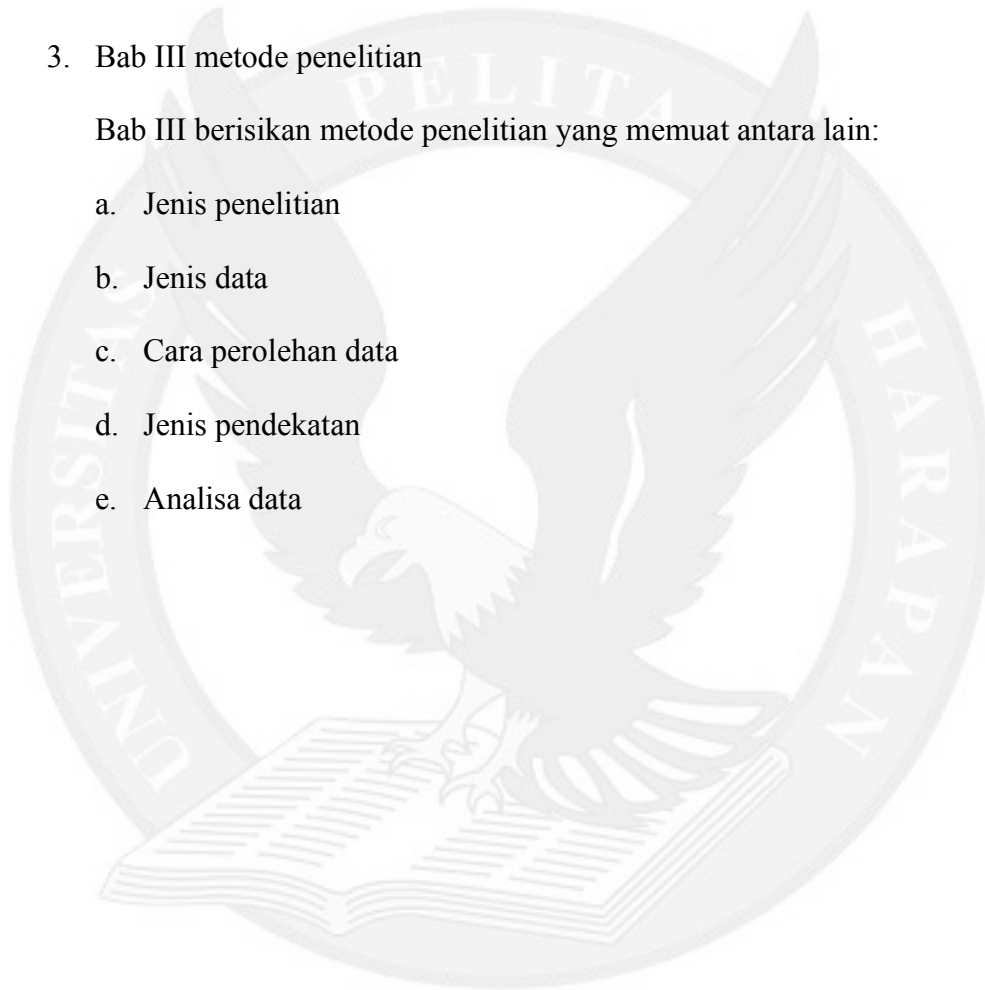 3. Bab III metode penelitian
Bab III berisikan metode penelitian yang memuat antara lain:
a. Jenis penelitian
b. Jenis data
c. Cara perolehan data
d. Jenis pendekatan
e. Analisa data
UNIVERSITAS
PELITA
HARAPAN